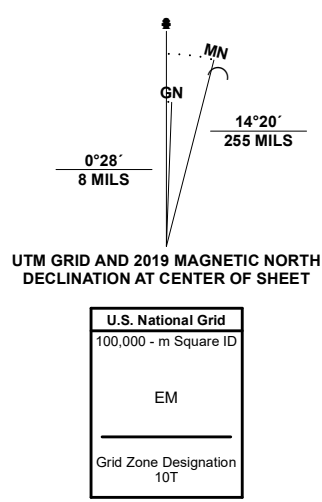 MN
GN
14°20´
255 MILS
0°28´
8 MILS
UTM GRID AND 2019 MAGNETIC NORTH
DECLINATION AT CENTER OF SHEET
U.S. National Grid
100,000 - m Square ID
EM
Grid Zone Designation
10T